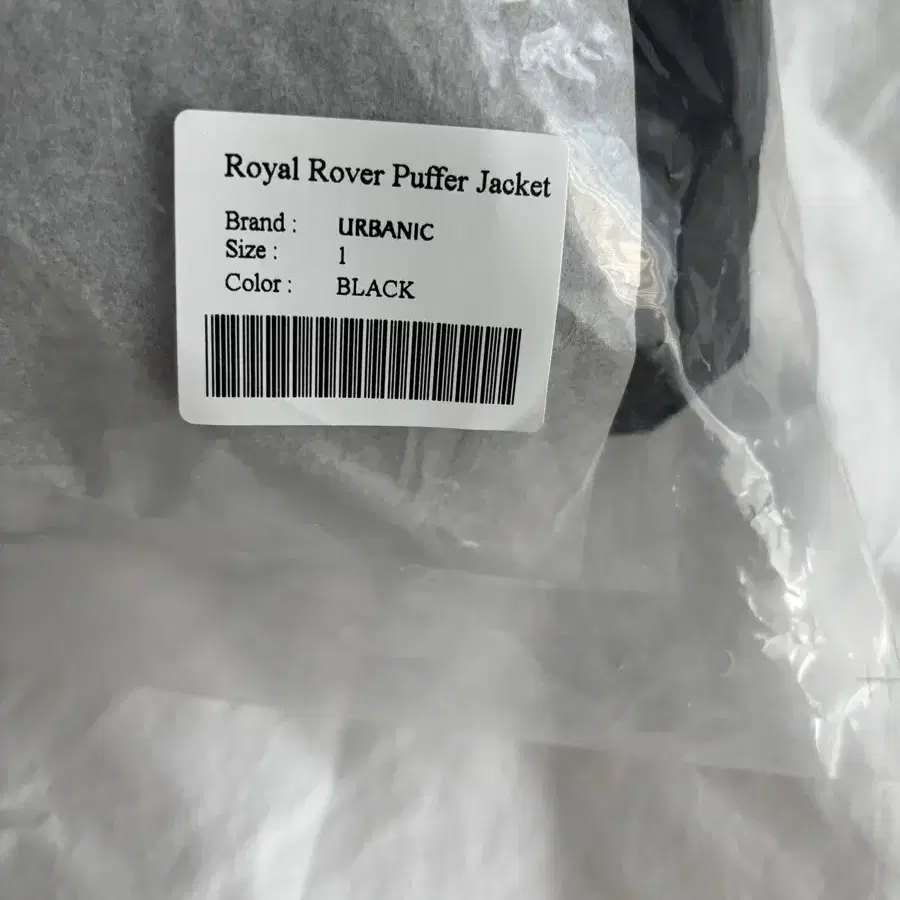 Royal Rover Puffer Jacket
Brand : URBANIC
Size : 1
Color : BLACK